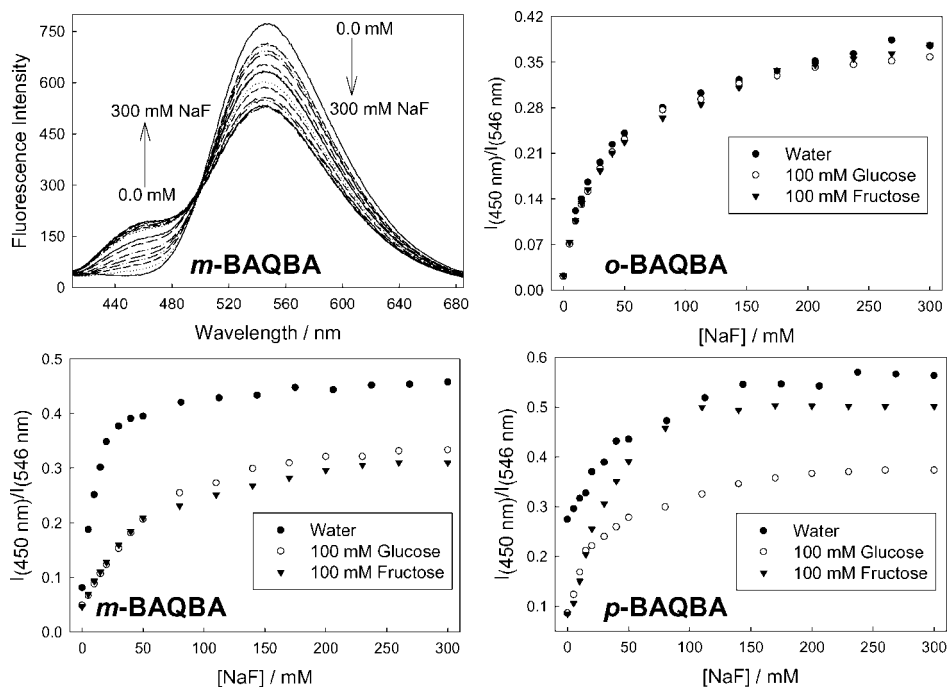 750
600
450
300
150
0
Fluorescence Intensity
0.0 mM
300 mM NaF
300 mM NaF
0.0 mM
m-BAQBA
440 480 520 560 600 640 680
Wavelength / nm
0.35
0.28
0.21
0.14
0.07
0.00
I(450 nm)/I(546 nm)
Water
100 mM Glucose
100 mM Fructose
o-BAQBA
0 50 100 150 200 250 300
[NaF] / mM
0.5
0.4
0.3
0.2
0.1
0.0
I(450 nm)/I(546 nm)
Water
100 mM Glucose
100 mM Fructose
m-BAQBA
0 50 100 150 200 250 300
[NaF] / mM
0.6
0.5
0.4
0.3
0.2
0.1
I(450 nm)/I(546 nm)
Water
100 mM Glucose
100 mM Fructose
p-BAQBA
0 50 100 150 200 250 300
[NaF] / mM